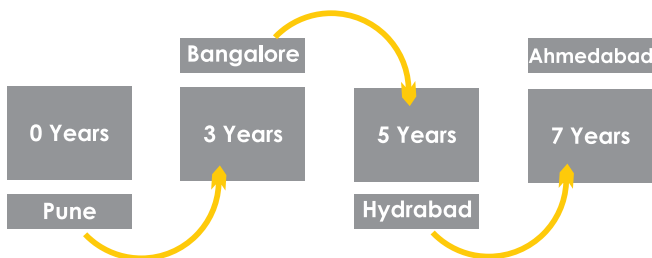 Bangalore
Ahmedabad
0 Years
3 Years
5 Years
7 Years
Pune
Hydrabad